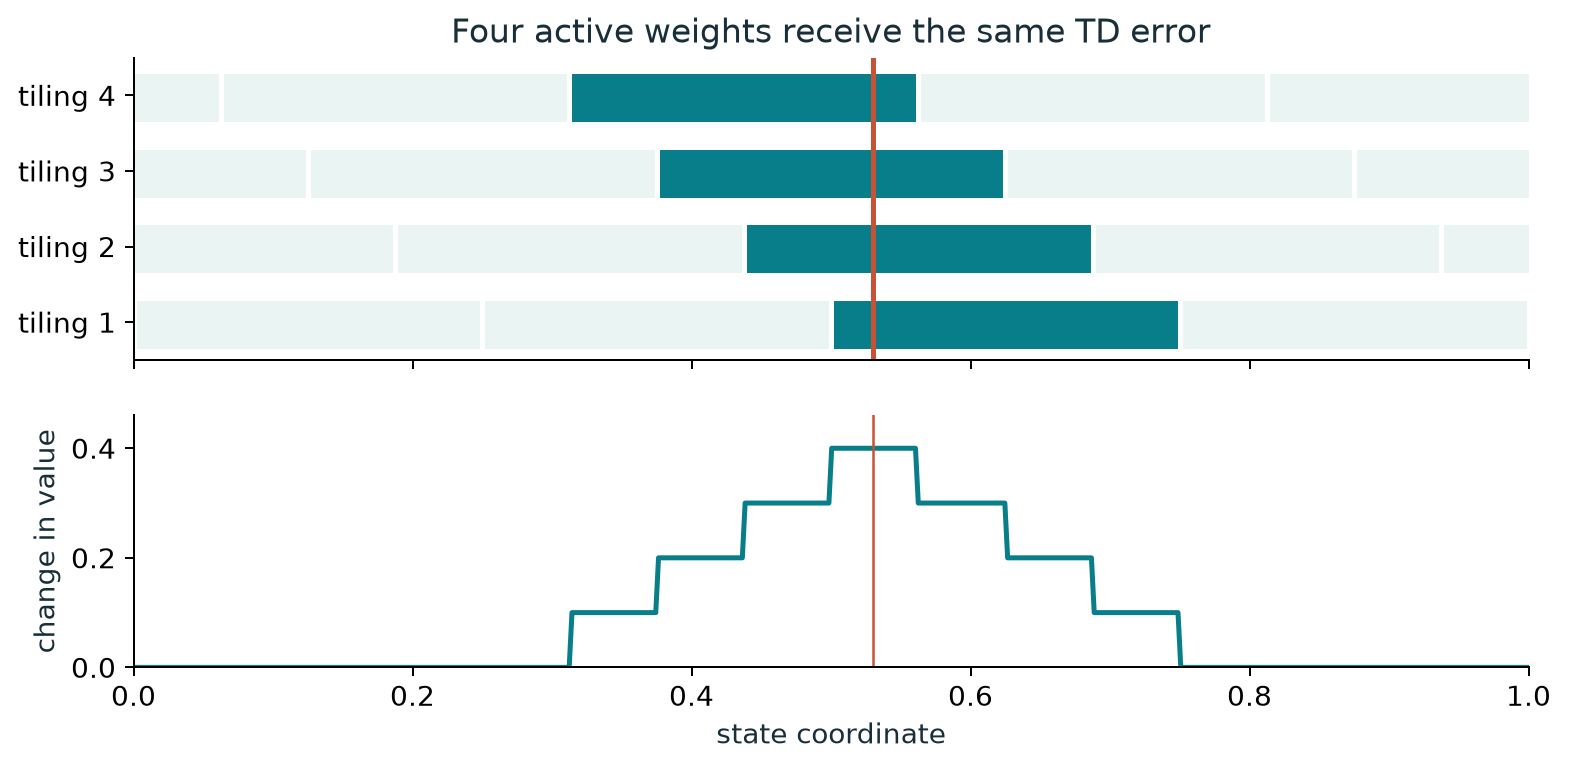 Four active weights receive the same TD error
tiling 4
tiling 3
tiling 2
tiling 1
change in value
0.4
0.2
0.0
0.0 0.2 0.4 0.6 0.8 1.0
state coordinate